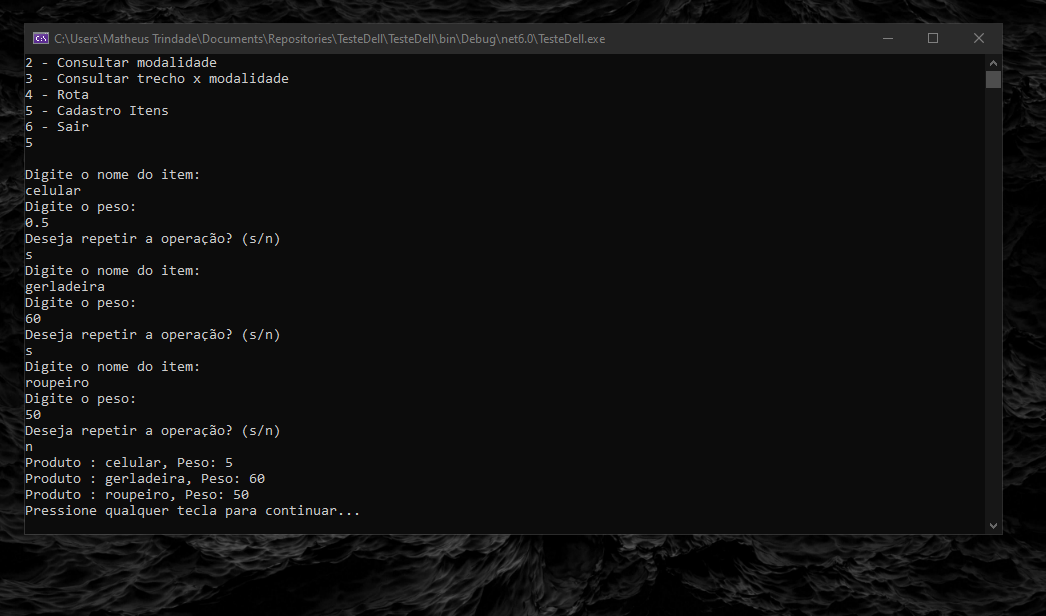 C:\Users\Matheus Trindade\Documents\Repositories\TesteDell\TesteDell\bin\Debug\net6.0\TesteDell.exe
2 - Consultar modalidade
3 - Consultar trecho x modalidade
4 - Rota
5 - Cadastro Itens
6 - Sair
5
Digite o nome do item:
celular
Digite o peso:
0.5
Deseja repetir a operação? (s/n)
s
Digite o nome do item:
gerladeira
Digite o peso:
60
Deseja repetir a operação? (s/n)
s
Digite o nome do item:
roupeiro
Digite o peso:
50
Deseja repetir a operação? (s/n)
n
Produto : celular, Peso: 5
Produto : gerladeira, Peso: 60
Produto : roupeiro, Peso: 50
Pressione qualquer tecla para continuar...